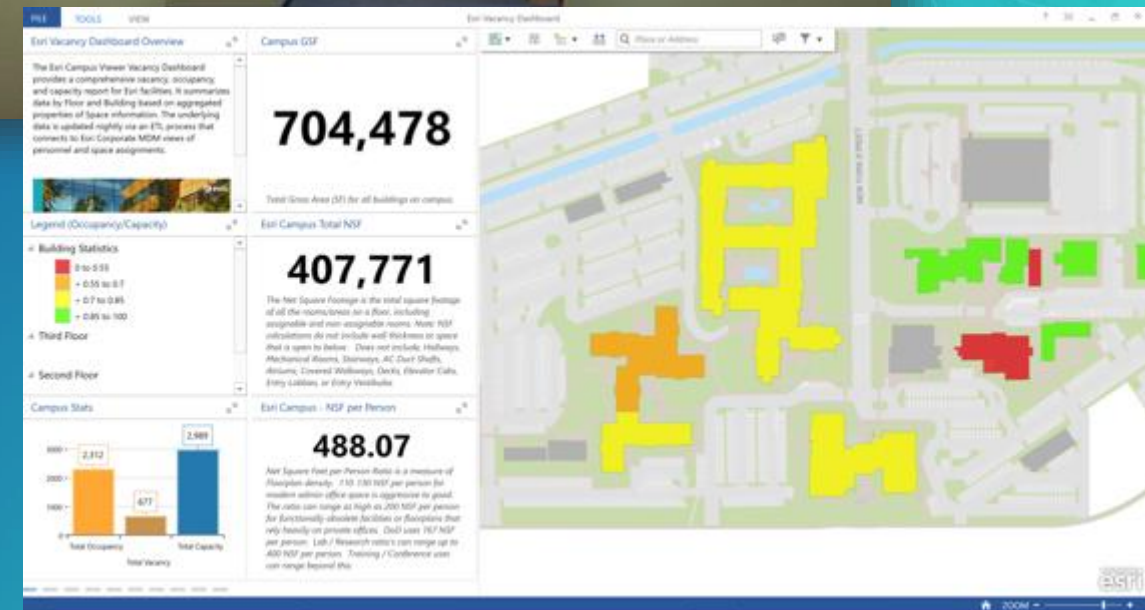 FILE TOOLS VIEW
Esri Vacancy Dashboard
Esri Vacancy Dashboard Overview
The Esri Campus Viewer Vacancy Dashboard
provides a comprehensive vacancy, occupancy,
and capacity report for Esri facilities. It summarizes
data by Floor and Building based on aggregated
properties of Space information. The underlying
data is updated nightly via an ETL process that
connects to Esri Corporate MDM views of
personnel and space assignments.
Legend (Occupancy/Capacity)
Building Statistics
0 to 0.55
> 0.55 to 0.7
> 0.7 to 0.85
> 0.85 to 100
Third Floor
Second Floor
Campus Stats
3000
2000
1000
0
2,312
677
2,989
Total Occupancy
Total Vacancy
Total Capacity
Campus GSF
704,478
Total Gross Area (SF) for all buildings on campus.
Esri Campus Total NSF
407,771
The Net Square Footage is the total square footage
of all the rooms/areas on a floor, including
assignable and non-assignable rooms. Note: NSF
calculations do not include wall thickness or space
that is open to below. Does not include: Hallways,
Mechanical Rooms, Stairways, AC Duct Shafts,
Atriums, Covered Walkways, Decks, Elevator Cabs,
Entry Lobbies, or Entry Vestibules.
Esri Campus - NSF per Person
488.07
Net Square Feet per Person Ratio is a measure of
Floorplan density. 110-130 NSF per person for
modern admin office space is aggressive to good.
The ratio can range as high as 200 NSF per person
for functionally obsolete facilities or floorplans that
rely heavily on private offices. DoD uses 167 NSF
per person. Lab / Research ratios can range up to
400 NSF per person. Training / Conference uses
can range beyond this.
Place or Address
NEW YORK STREET
esri
ZOOM